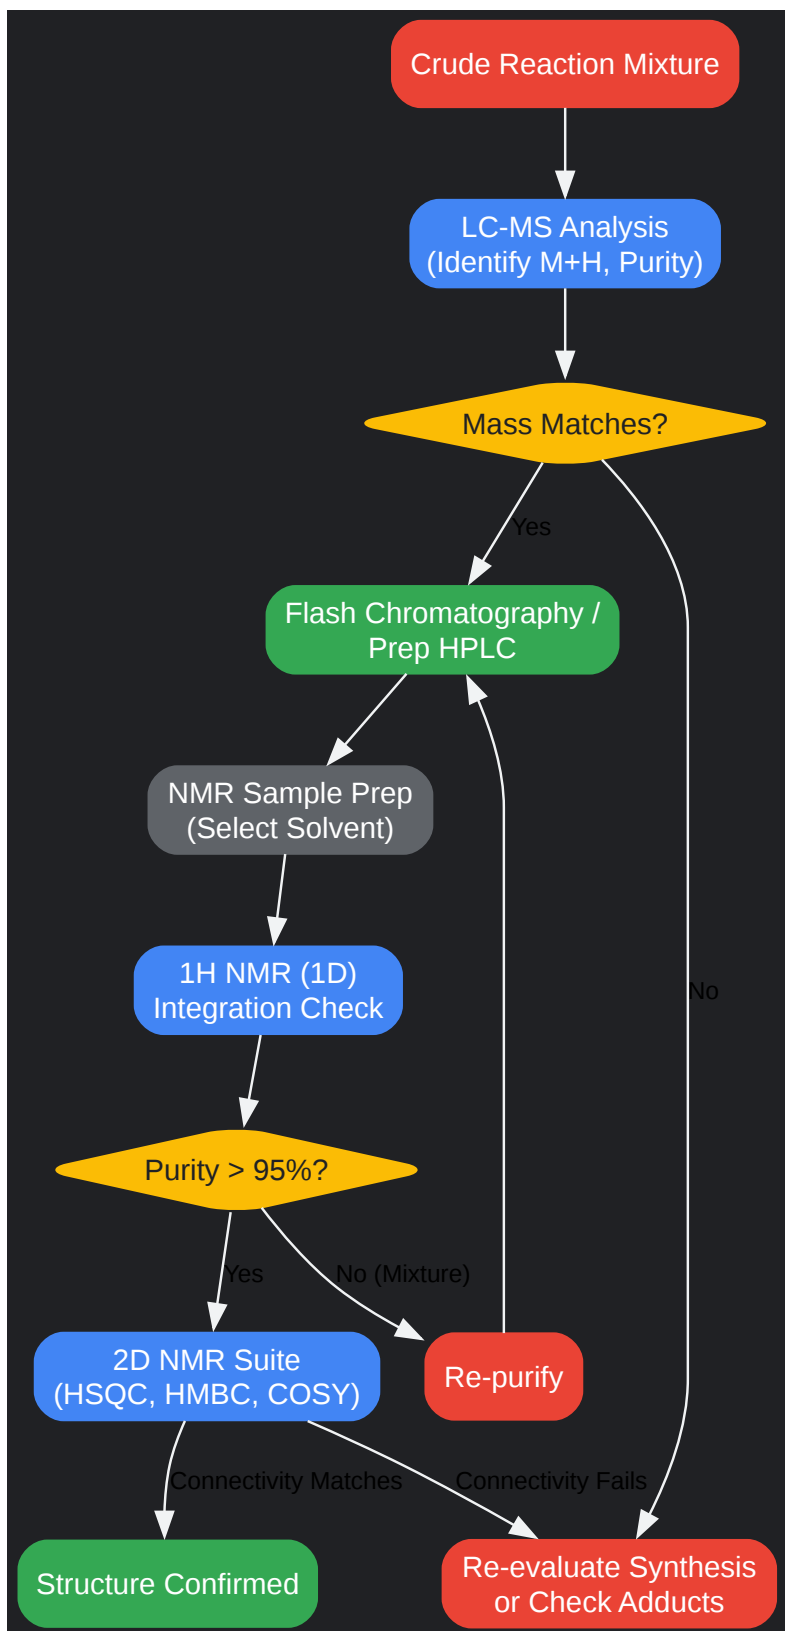 Crude Reaction Mixture
LC-MS Analysis
(Identify M+H, Purity)
Mass Matches?
Yes
Flash Chromatography /
Prep HPLC
NMR Sample Prep
(Select Solvent)
1H NMR (1D)
Integration Check
No
Purity > 95%?
Yes
No (Mixture)
2D NMR Suite
(HSQC, HMBC, COSY)
Re-purify
Connectivity Matches
Connectivity Fails
Structure Confirmed
Re-evaluate Synthesis
or Check Adducts